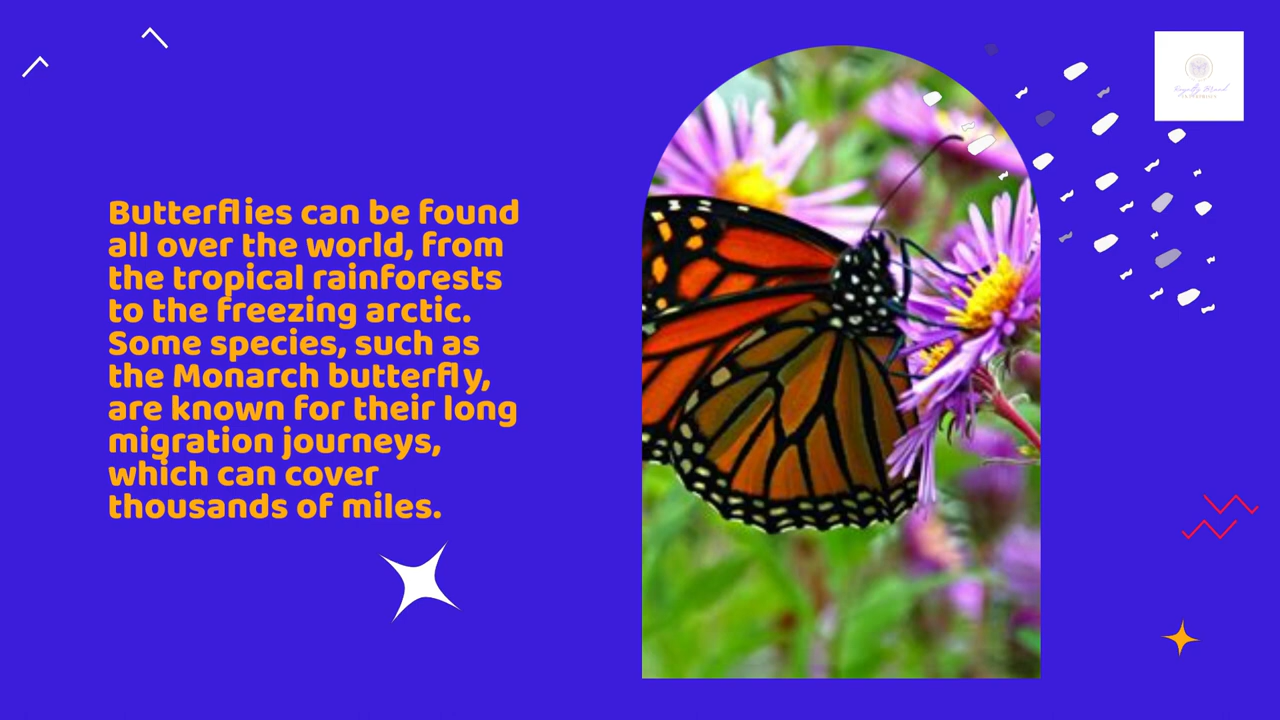 Butterflies can be found
all over the world, from
the tropical rainforests
to the freezing arctic.
Some species, such as
the Monarch butterfly,
are known for their long
migration journeys,
which can cover
thousands of miles.